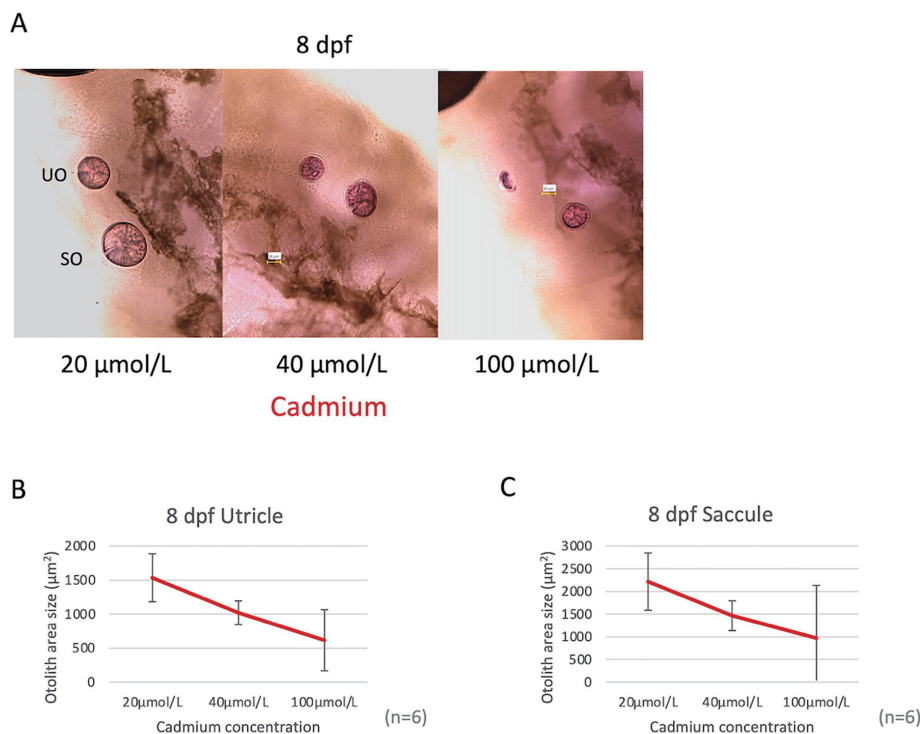 A
8 dpf
UO
SO
20 µmol/L
40 µmol/L
100 µmol/L
Cadmium
B
8 dpf Utricle
Otolith area size (µm²)
2000
1500
1000
500
0
20µmol/L 40µmol/L 100µmol/L
Cadmium concentration
(n=6)
C
8 dpf Saccule
Otolith area size (µm²)
3000
2500
2000
1500
1000
500
0
20µmol/L 40µmol/L 100µmol/L
Cadmium concentration
(n=6)